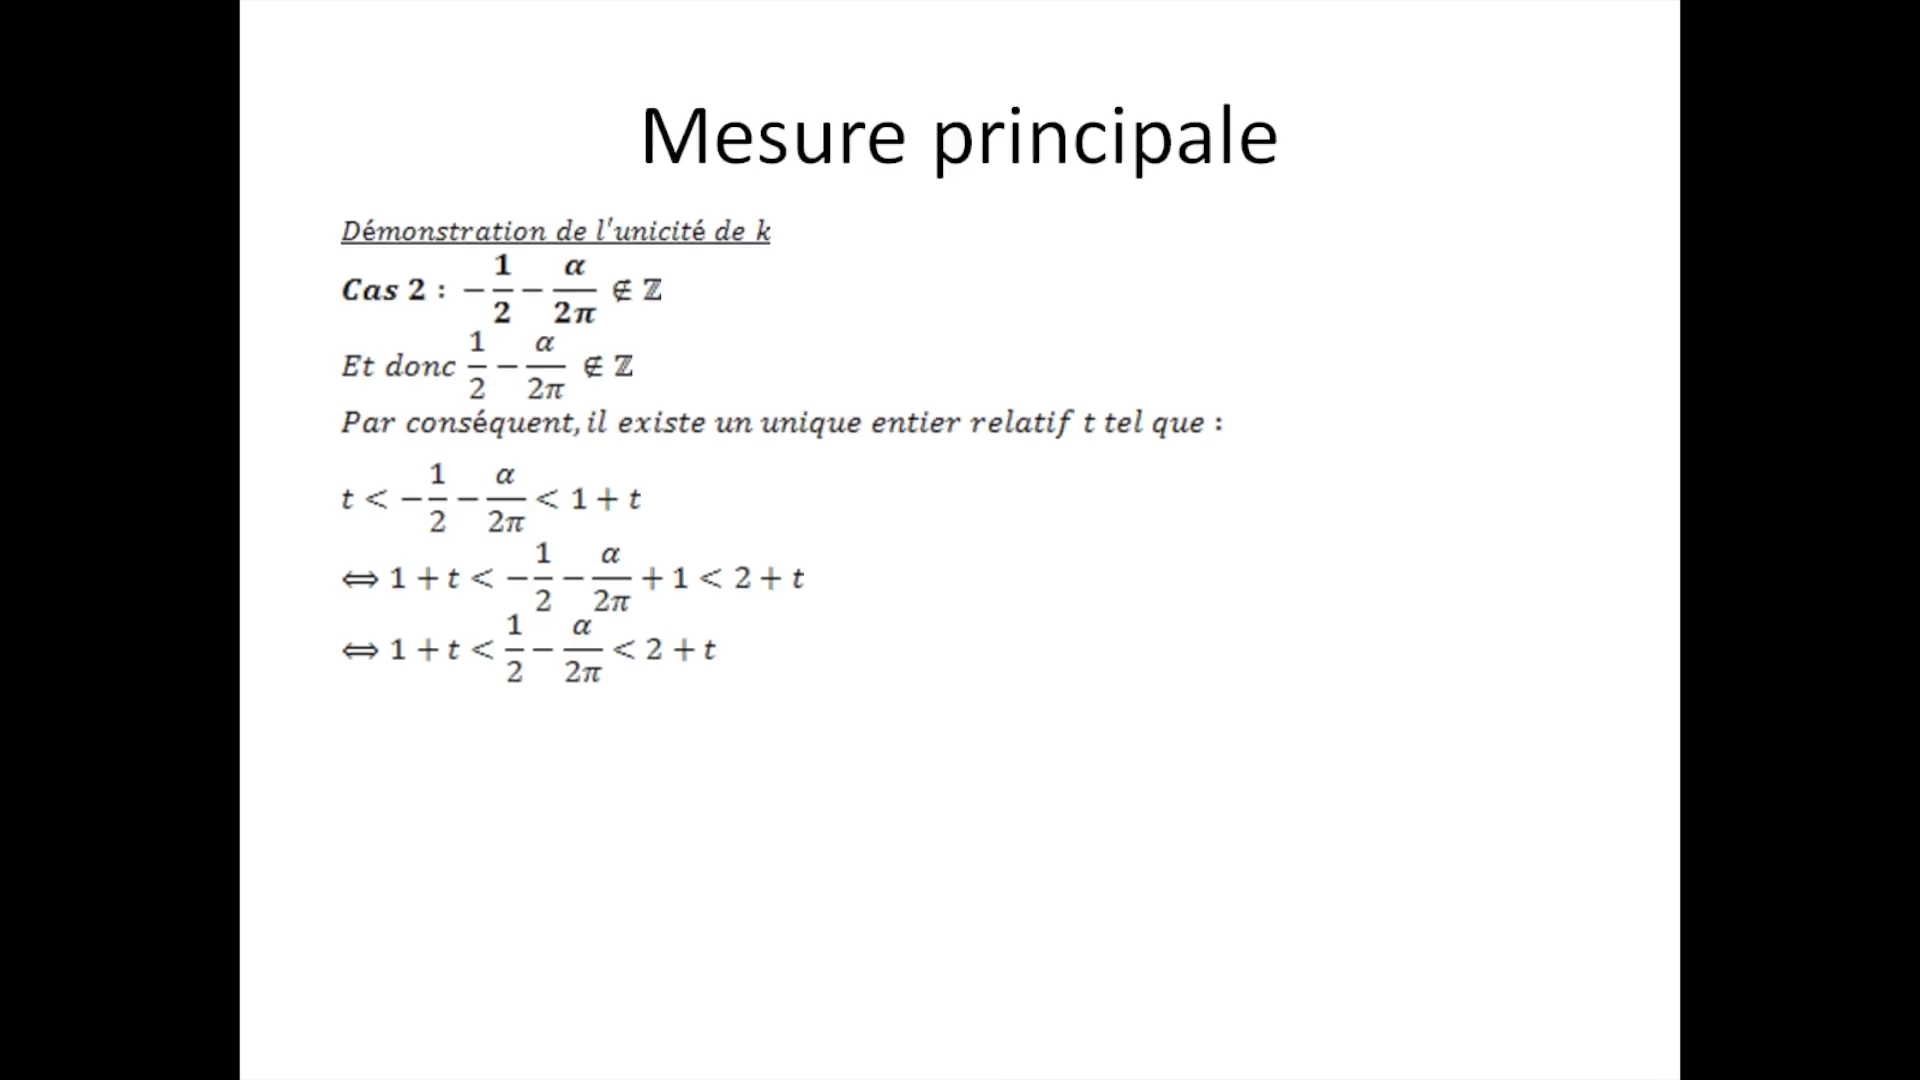 Mesure principale
Démonstration de l'unicité de k
Cas 2 : −1/2 − α/2π ∉ ℤ
Et donc 1/2 − α/2π ∉ ℤ
Par conséquent, il existe un unique entier relatif t tel que :
t < −1/2 − α/2π < 1 + t
⟺ 1 + t < −1/2 − α/2π + 1 < 2 + t
⟺ 1 + t < 1/2 − α/2π < 2 + t